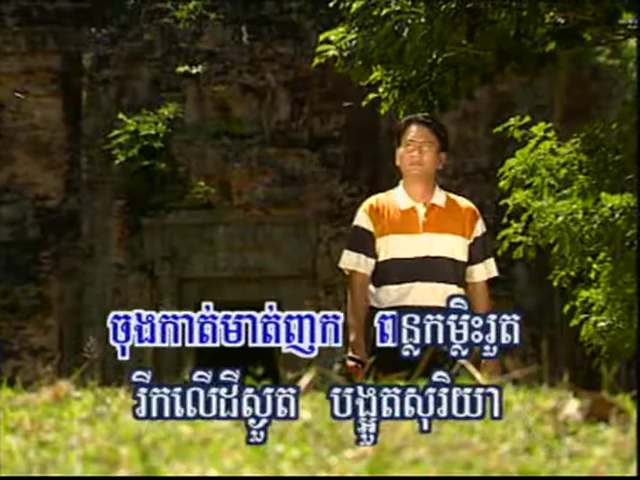 ចុងកាត់មាត់ញក ពន្លកម្លិះរួត
រីកលើដីស្ងួត បង្អួតសុរិយា